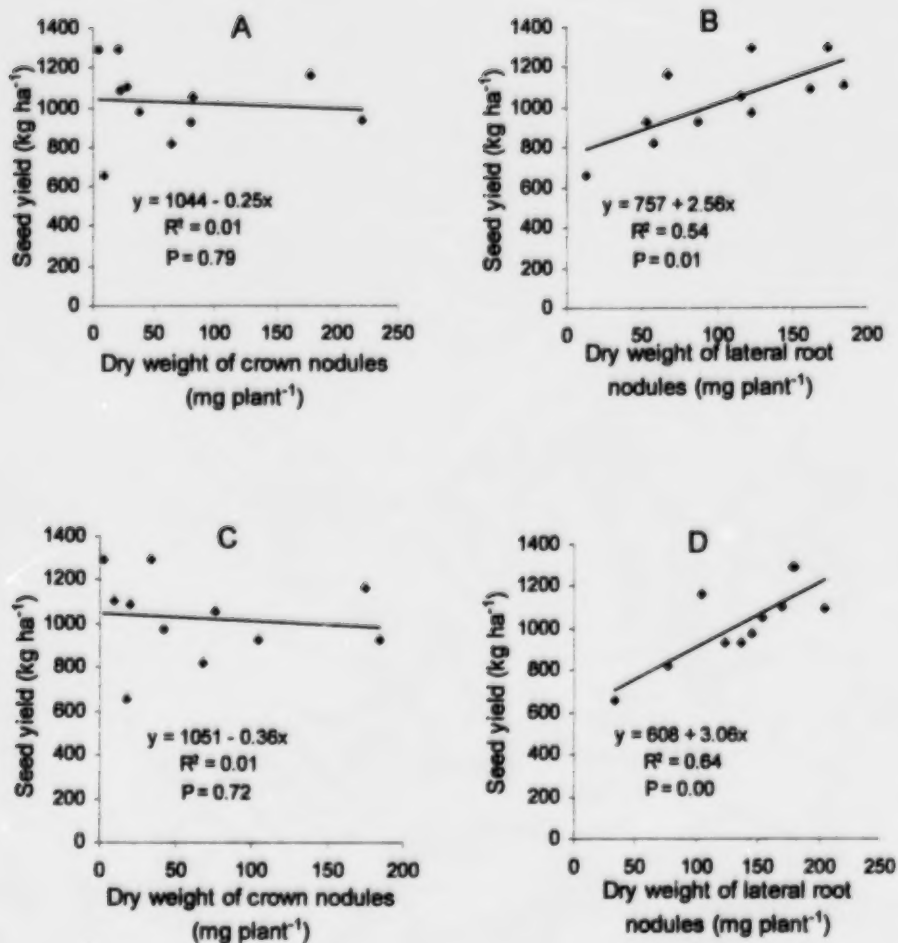 A
1400
1200
1000
800
600
400
200
0
Seed yield (kg ha⁻¹)
y = 1044 - 0.25x
R² = 0.01
P = 0.79
0 50 100 150 200 250
Dry weight of crown nodules
(mg plant⁻¹)
B
1400
1200
1000
800
600
400
200
0
Seed yield (kg ha⁻¹)
y = 757 + 2.56x
R² = 0.54
P = 0.01
0 50 100 150 200
Dry weight of lateral root
nodules (mg plant⁻¹)
C
1400
1200
1000
800
600
400
200
0
Seed yield (kg ha⁻¹)
y = 1051 - 0.36x
R² = 0.01
P = 0.72
0 50 100 150 200
Dry weight of crown nodules
(mg plant⁻¹)
D
1400
1200
1000
800
600
400
200
0
Seed yield (kg ha⁻¹)
y = 608 + 3.06x
R² = 0.64
P = 0.00
0 50 100 150 200 250
Dry weight of lateral root
nodules (mg plant⁻¹)